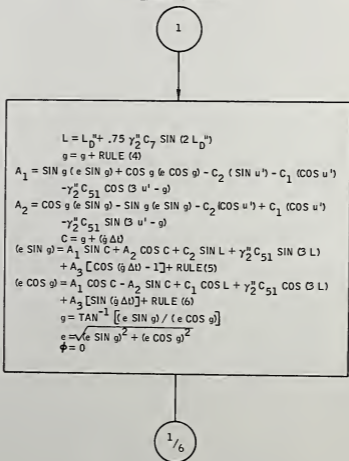 1
L = L_D" + .75 γ₂" C₇ SIN (2 L_D")
g = g + RULE (4)
A₁ = SIN g (e SIN g) + COS g (e COS g) - C₂ ( SIN u') - C₁ (COS u')
-γ₂" C₅₁ COS (3 u' - g)
A₂ = COS g (e SIN g) - SIN g (e SIN g) - C₂ (COS u') + C₁ (COS u')
-γ₂" C₅₁ SIN (3 u' - g)
C = g + (ġ Δt)
(e SIN g) = A₁ SIN C + A₂ COS C + C₂ SIN L + γ₂" C₅₁ SIN (3 L)
+ A₃ [COS (ġ Δt) - 1] + RULE (5)
(e COS g) = A₁ COS C - A₂ SIN C + C₁ COS L + γ₂" C₅₁ COS (3 L)
+ A₃ [SIN (ġ Δt)] + RULE (6)
g = TAN⁻¹ [(e SIN g) / (e COS g)]
e = √(e SIN g)² + (e COS g)²
ϕ = 0
1/6